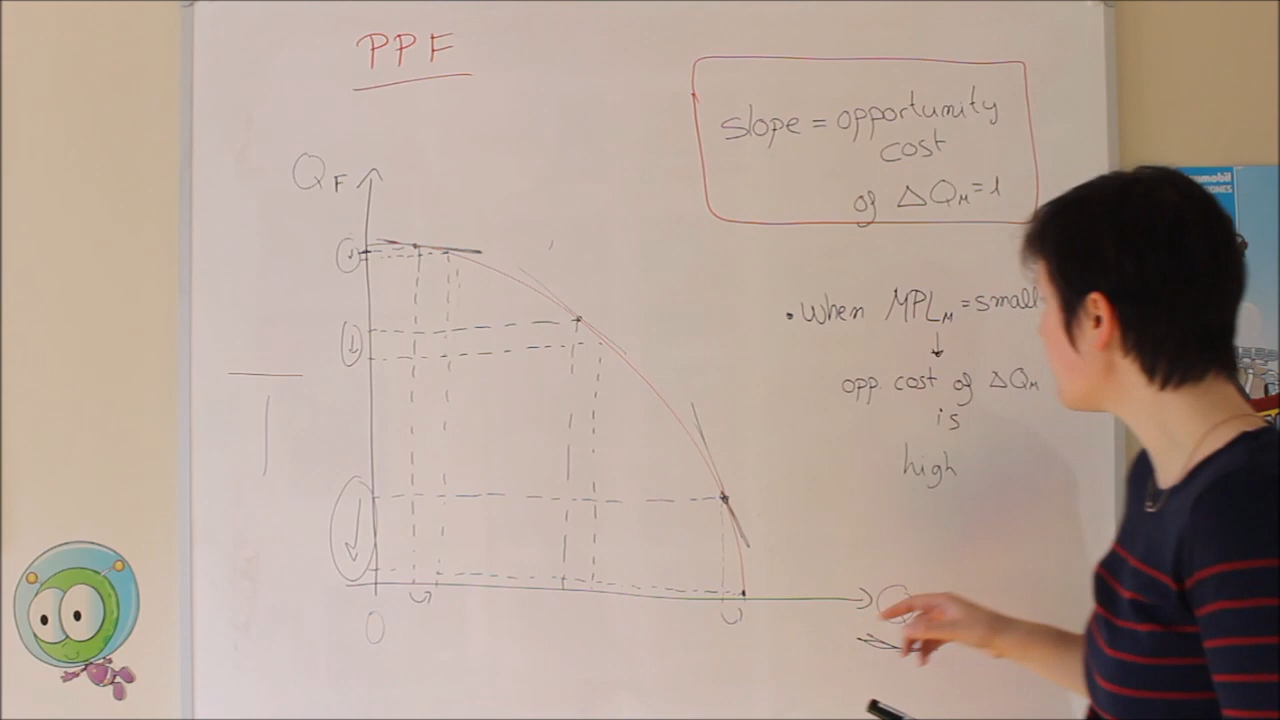 PPF
slope = opportunity
cost
of ΔQM=1
QF
• When MPLM = small
↓
opp. cost of ΔQM
is
high
0